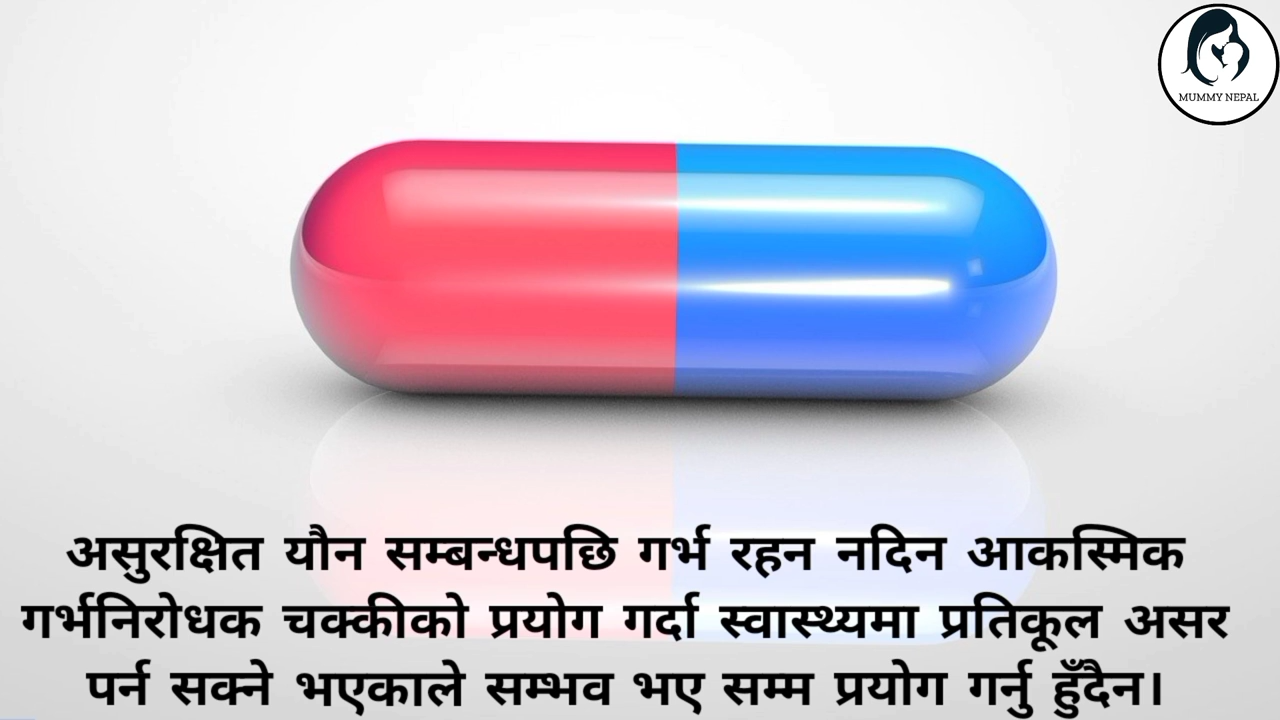 MUMMY NEPAL
असुरक्षित यौन सम्बन्धपछि गर्भ रहन नदिन आकस्मिक
गर्भनिरोधक चक्कीको प्रयोग गर्दा स्वास्थ्यमा प्रतिकूल असर
पर्न सक्ने भएकाले सम्भव भए सम्म प्रयोग गर्नु हुँदैन।